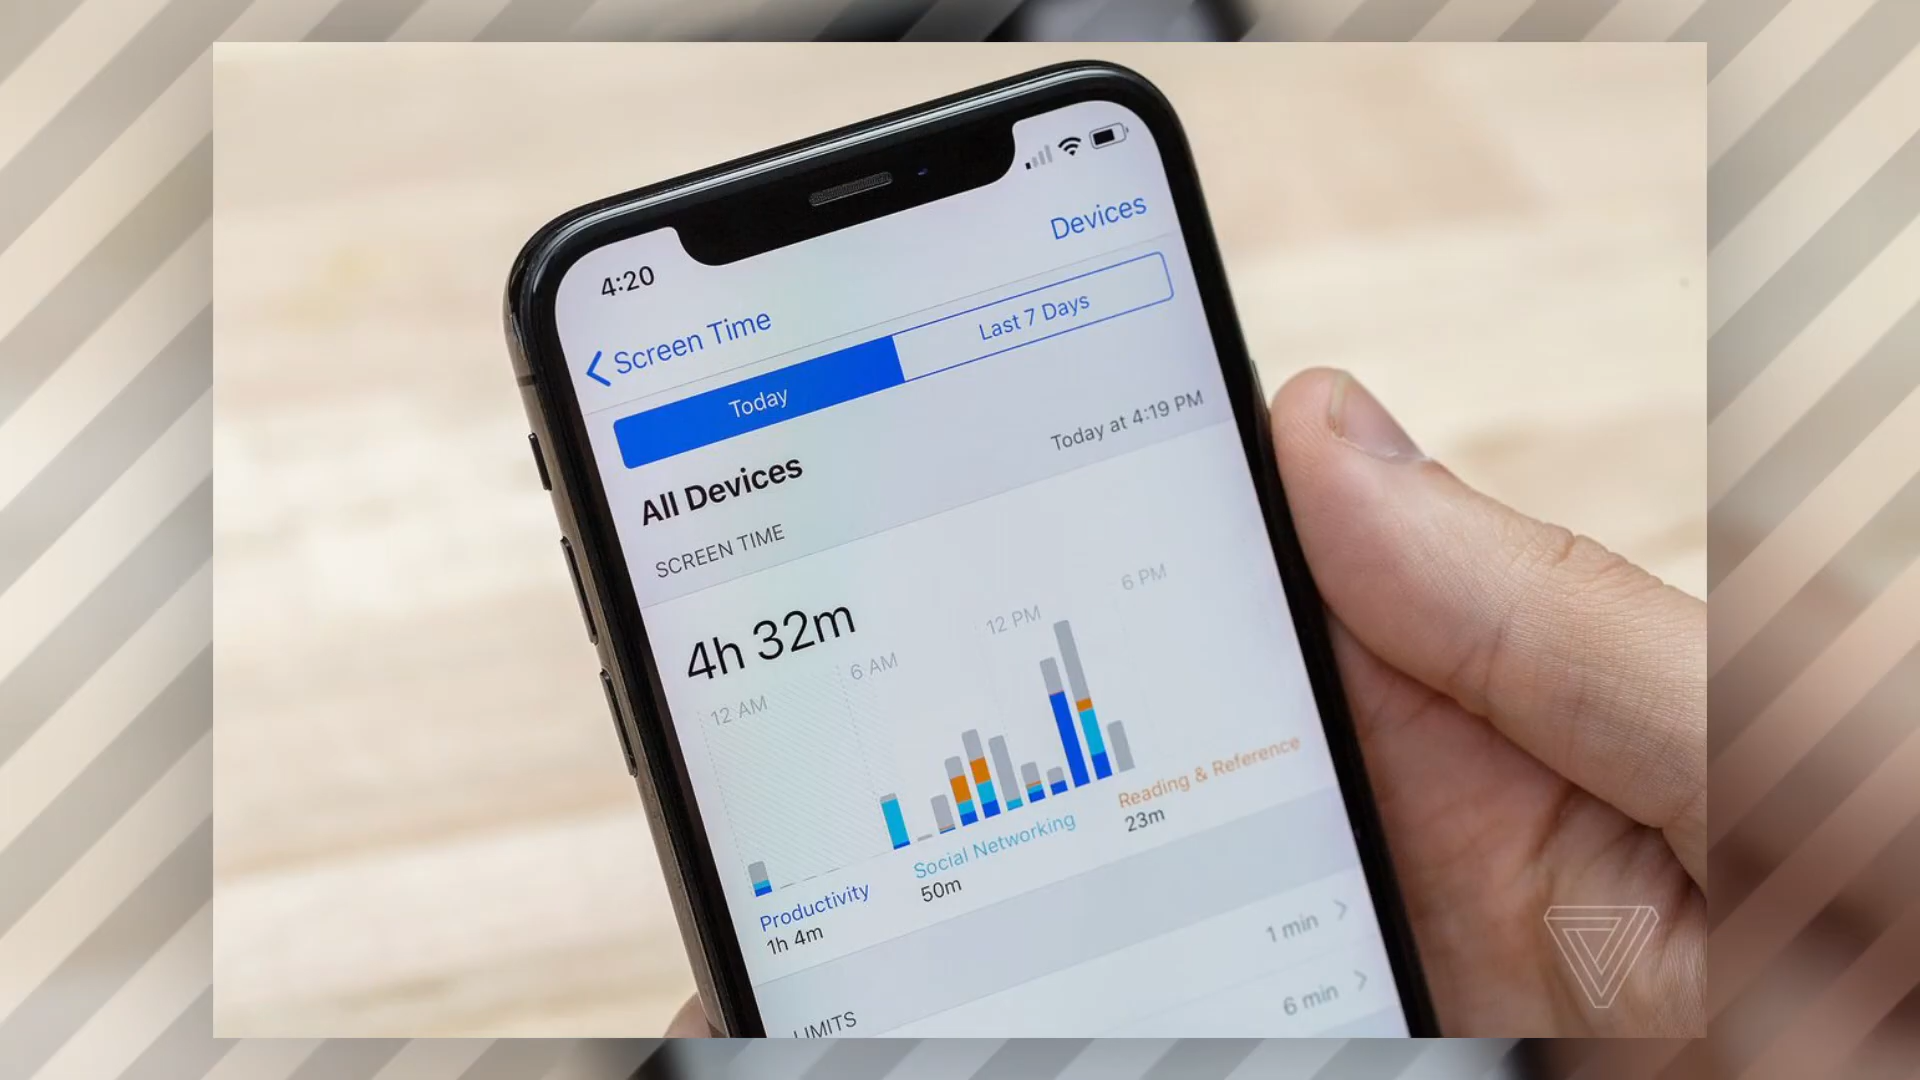 4:20
Devices
Screen Time
Today
Last 7 Days
All Devices
Today at 4:19 PM
SCREEN TIME
4h 32m
12 AM
6 AM
12 PM
6 PM
Productivity
1h 4m
Social Networking
50m
Reading & Reference
23m
LIMITS
1 min
6 min